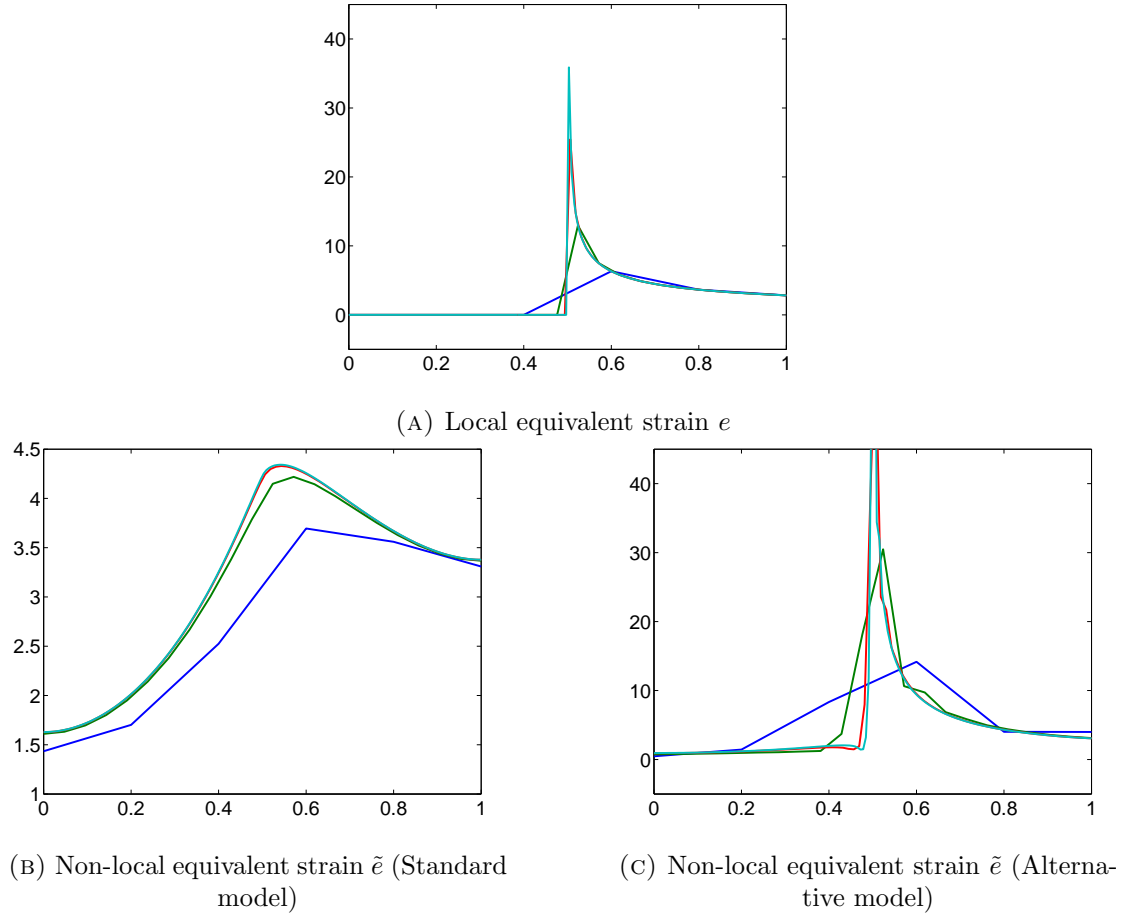 40
30
20
10
0
0 0.2 0.4 0.6 0.8 1
(A) Local equivalent strain e
4.5
4
3.5
3
2.5
2
1.5
1
0 0.2 0.4 0.6 0.8 1
(B) Non-local equivalent strain ẽ (Standard
model)
40
30
20
10
0
0 0.2 0.4 0.6 0.8 1
(C) Non-local equivalent strain ẽ (Alterna-
tive model)